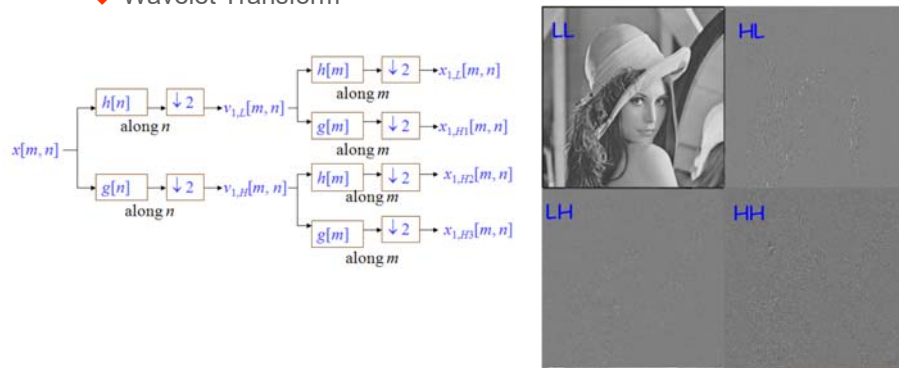 Wavelet Transform
h[m] ↓2 x₁,L[m, n]
along m
h[n] ↓2 v₁,L[m, n]
along n
g[m] ↓2 x₁,H1[m, n]
along m
x[m, n]
g[n] ↓2 v₁,H[m, n]
along n
h[m] ↓2 x₁,H2[m, n]
along m
g[m] ↓2 x₁,H3[m, n]
along m
LL HL
LH HH